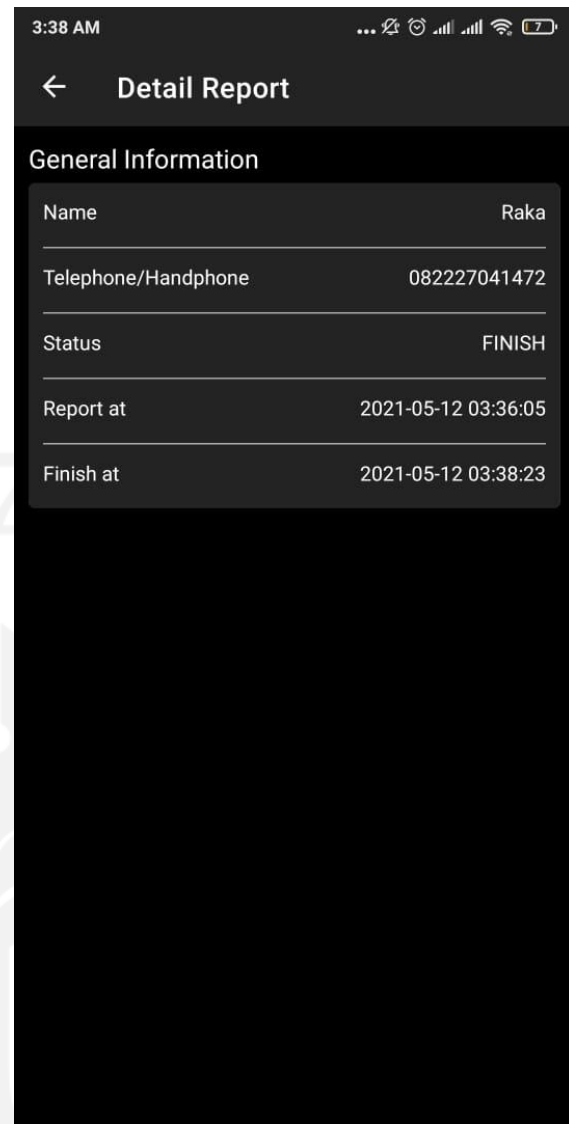 3:38 AM
... 7
Detail Report
General Information
Name Raka
Telephone/Handphone 082227041472
Status FINISH
Report at 2021-05-12 03:36:05
Finish at 2021-05-12 03:38:23